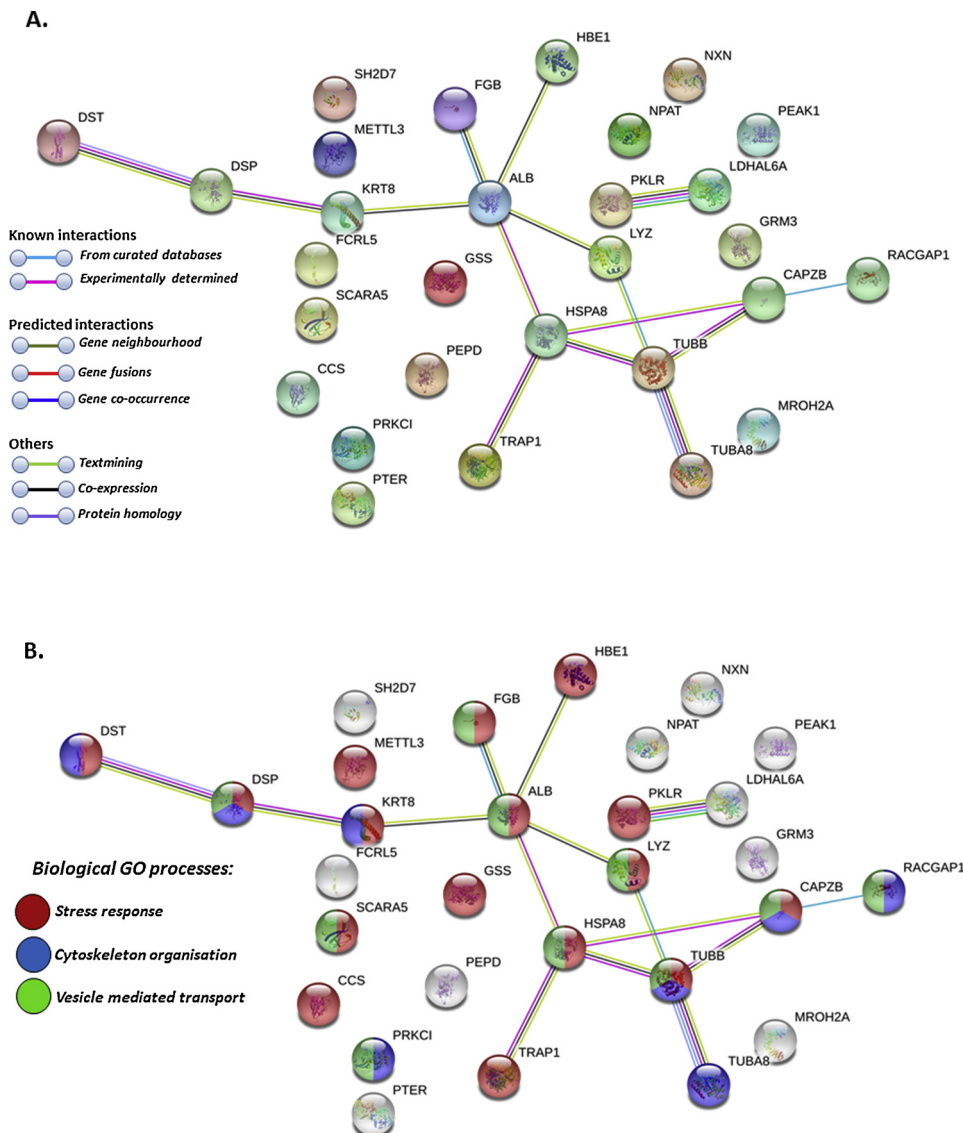 A.
HBE1
NXN
SH2D7
FGB
NPAT
PEAK1
DST
METTL3
LDHAL6A
DSP
ALB
PKLR
KRT8
Known interactions
From curated databases
Experimentally determined
FCRL5
LYZ
GRM3
GSS
CAPZB
RACGAP1
SCARA5
HSPA8
Predicted interactions
Gene neighbourhood
Gene fusions
Gene co-occurrence
TUBB
CCS
PEPD
MROH2A
PRKCI
TRAP1
TUBA8
Others
Textmining
Co-expression
Protein homology
PTER
B.
HBE1
NXN
SH2D7
FGB
NPAT
PEAK1
DST
METTL3
LDHAL6A
DSP
ALB
PKLR
KRT8
FCRL5
LYZ
GRM3
Biological GO processes:
Stress response
Cytoskeleton organisation
Vesicle mediated transport
GSS
CAPZB
RACGAP1
SCARA5
HSPA8
TUBB
CCS
PEPD
MROH2A
PRKCI
TRAP1
TUBA8
PTER